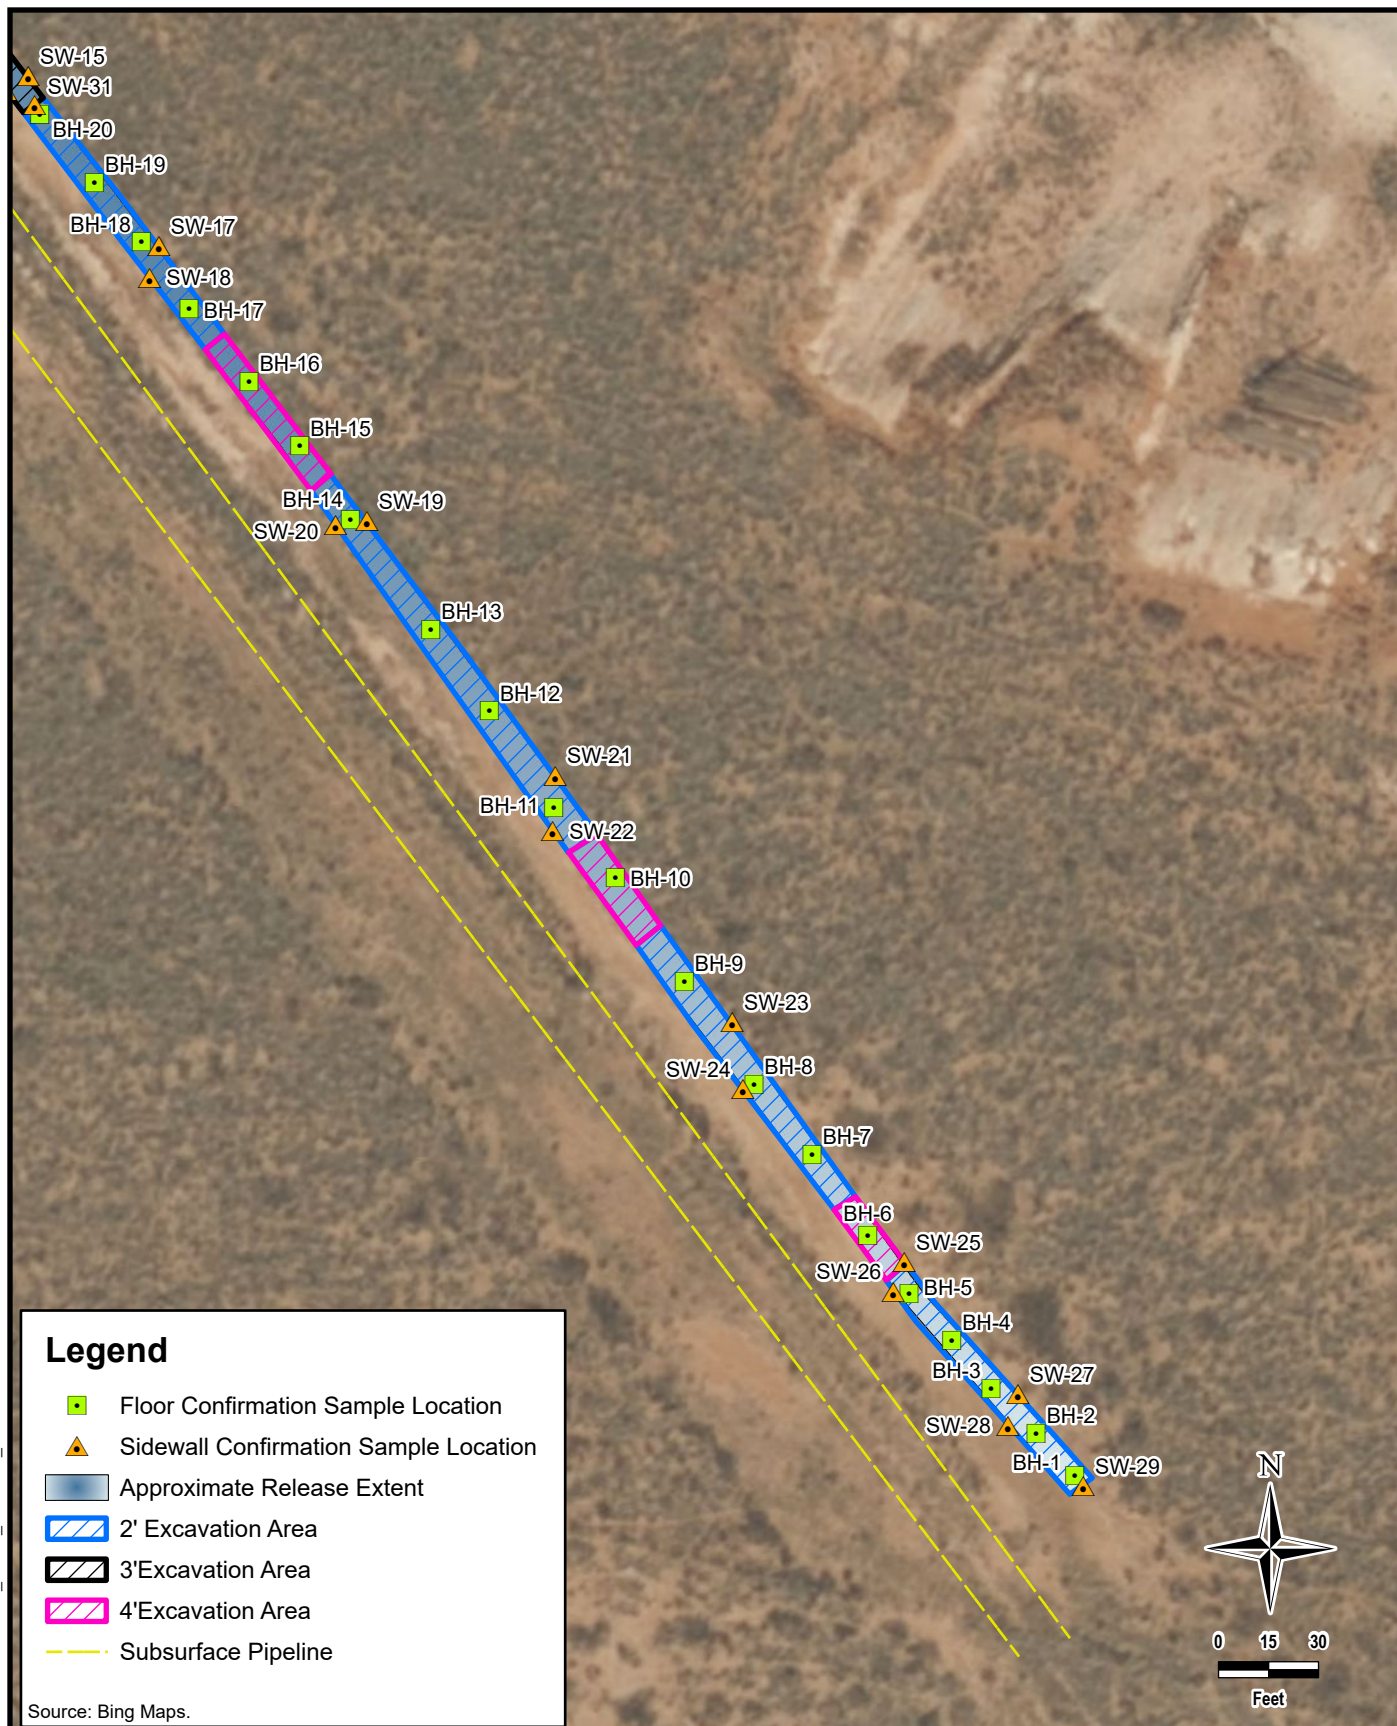 SW-15
SW-31
BH-20
BH-19
BH-18
SW-17
SW-18
BH-17
BH-16
BH-15
BH-14
SW-19
SW-20
BH-13
BH-12
SW-21
BH-11
SW-22
BH-10
BH-9
SW-23
SW-24
BH-8
BH-7
BH-6
SW-25
SW-26
BH-5
BH-4
BH-3
SW-27
BH-2
SW-28
BH-1
SW-29
Legend
Floor Confirmation Sample Location
Sidewall Confirmation Sample Location
Approximate Release Extent
2' Excavation Area
3'Excavation Area
4'Excavation Area
Subsurface Pipeline
Source: Bing Maps.
N
0 15 30
Feet